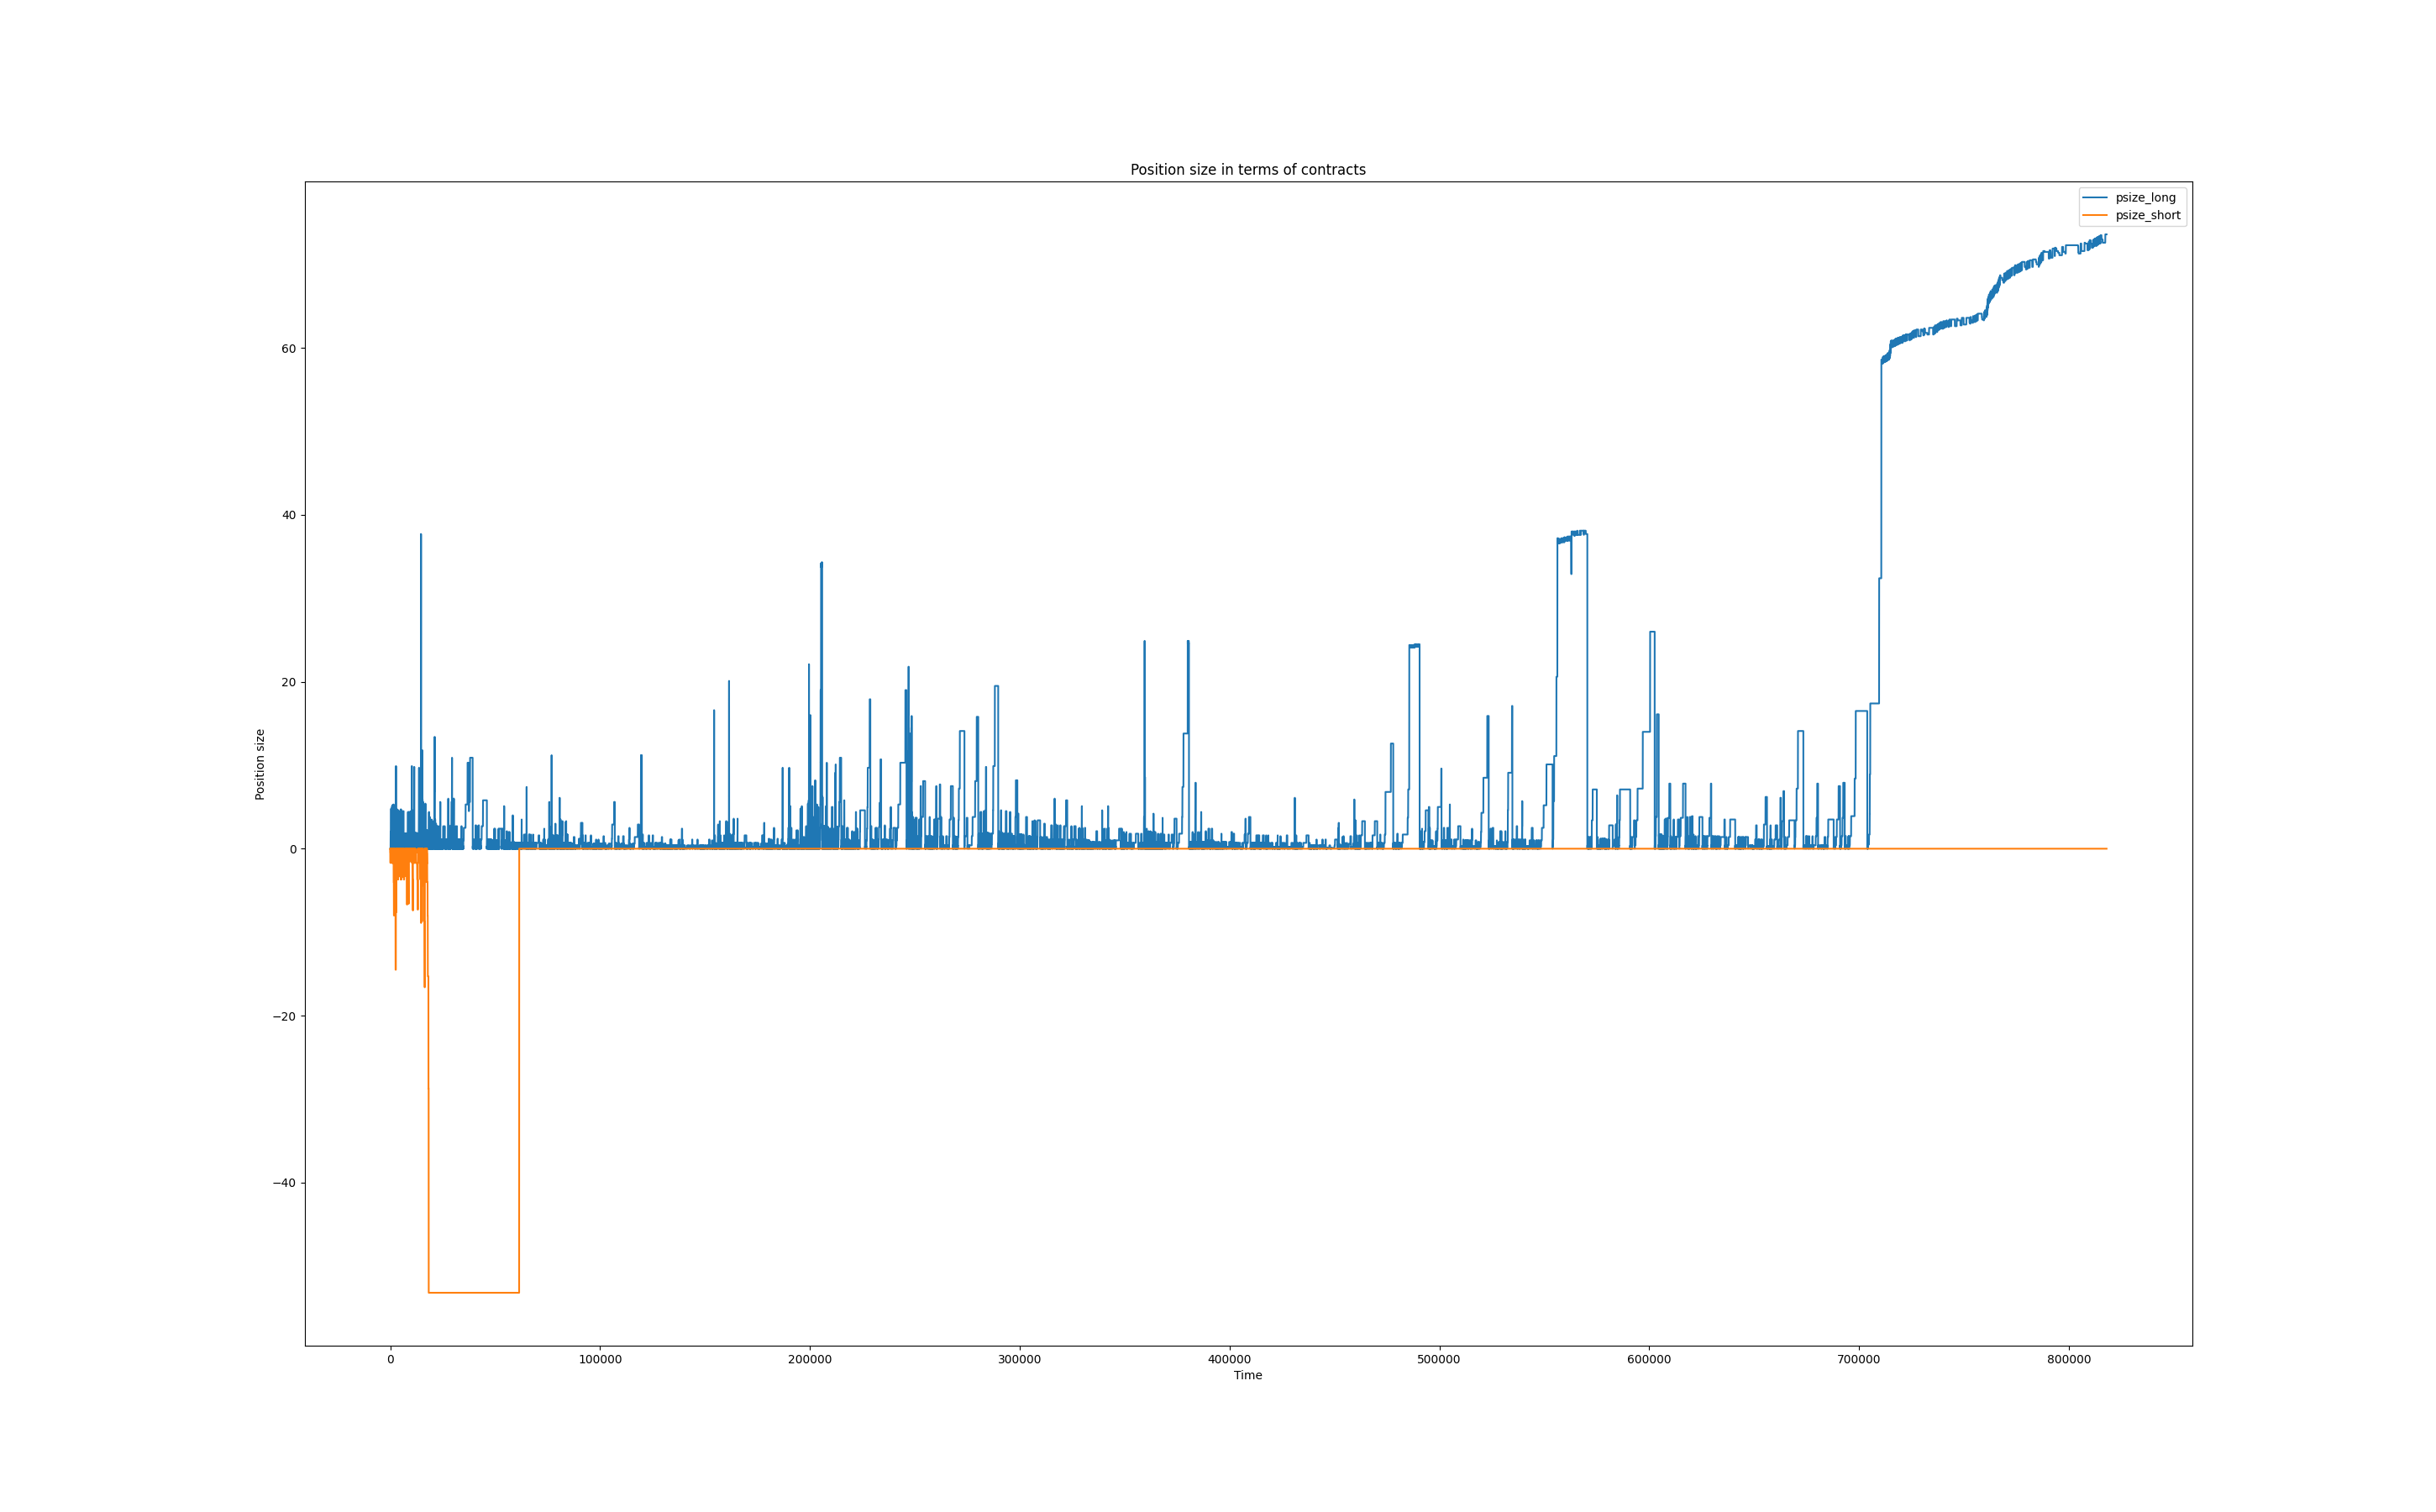 Position size in terms of contracts
psize_long
psize_short
Position size
60
40
20
0
−20
−40
0 100000 200000 300000 400000 500000 600000 700000 800000
Time